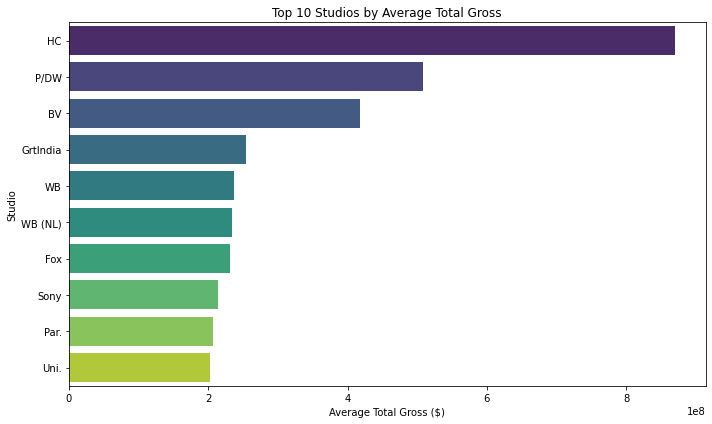 Top 10 Studios by Average Total Gross
Studio
HC
P/DW
BV
GrtIndia
WB
WB (NL)
Fox
Sony
Par.
Uni.
0 2 4 6 8
1e8
Average Total Gross ($)